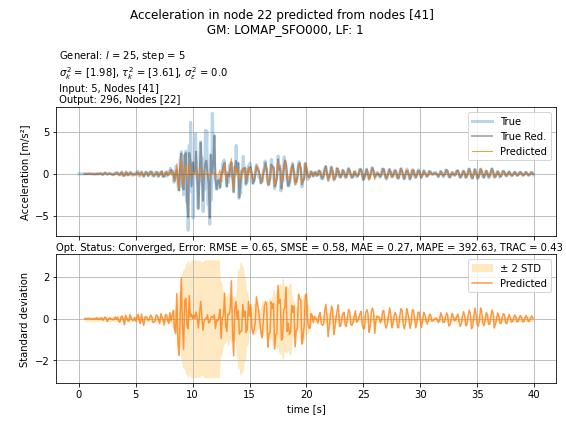 Acceleration in node 22 predicted from nodes [41]
GM: LOMAP_SFO000, LF: 1
General: l = 25, step = 5
σ_k² = [1.98], τ_k² = [3.61], σ_ε² = 0.0
Input: 5, Nodes [41]
Output: 296, Nodes [22]
Acceleration [m/s²]
5
0
−5
True
True Red.
Predicted
Opt. Status: Converged, Error: RMSE = 0.65, SMSE = 0.58, MAE = 0.27, MAPE = 392.63, TRAC = 0.43
Standard deviation
2
0
−2
± 2 STD
Predicted
0 5 10 15 20 25 30 35 40
time [s]